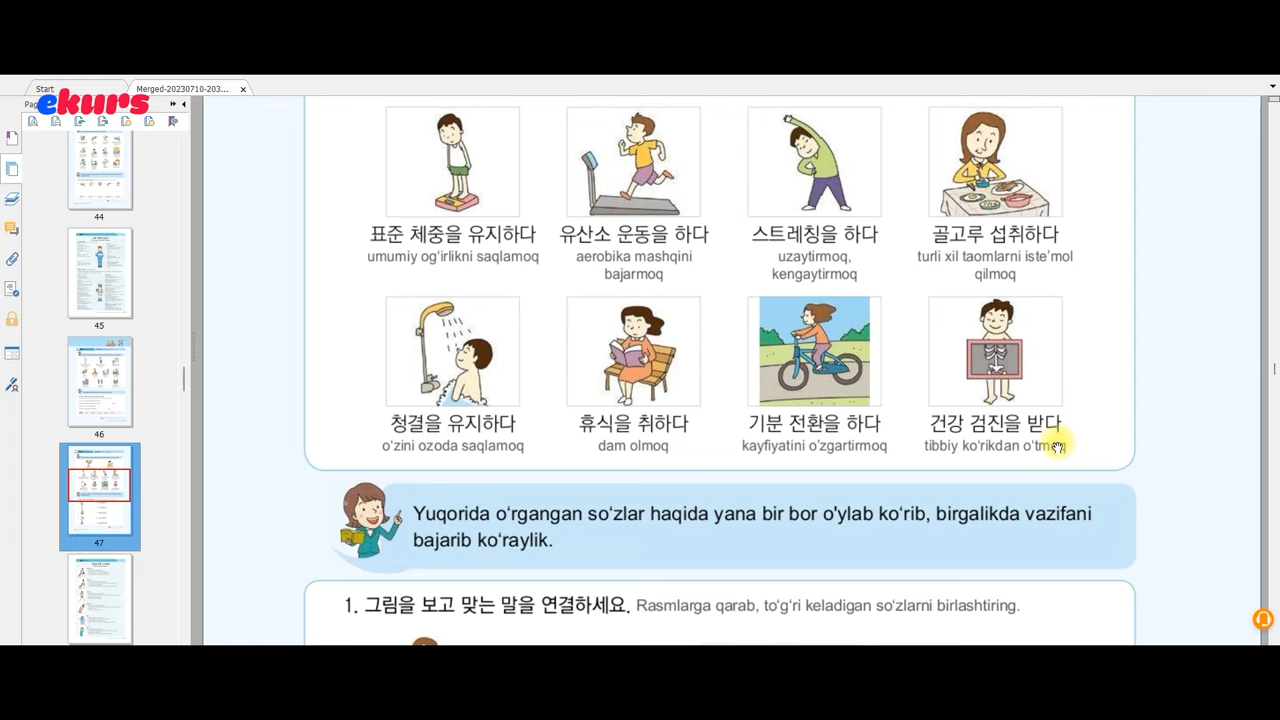 Start
Merged-20230710-203...
ekurs
44
45
46
47
표준 체중을 유지하다
유산소 운동을 하다
스트레칭을 하다
골고루 섭취하다
umumiy og'irlikni saqlamoq
aerobika mashqini
bajarmoq
uzaytirmoq,
kengaytirmoq
turli xil taomlarni iste'mol
qilmoq
청결을 유지하다
휴식을 취하다
기분 전환을 하다
건강 검진을 받다
o'zini ozoda saqlamoq
dam olmoq
kayfiyatini o'zgartirmoq
tibbiy ko'rikdan o'tmoq
Yuqorida o'rgangan so'zlar haqida yana bir bor o'ylab ko'rib, birgalikda vazifani
bajarib ko'raylik.
1. 그림을 보고 맞는 말을 연결하세요. Rasmlarga qarab, to'g'ri keladigan so'zlarni birlashtiring.